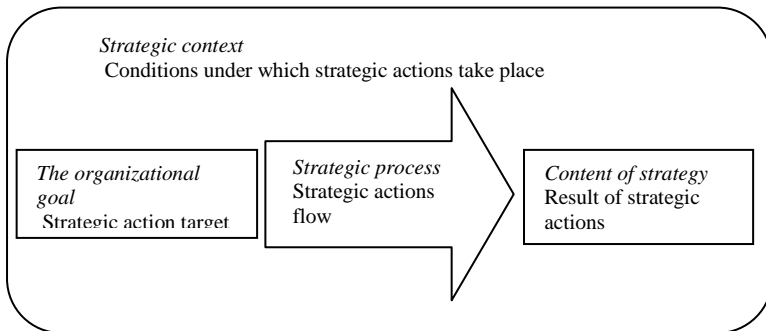 Strategic context
Conditions under which strategic actions take place
The organizational
goal
Strategic action target
Strategic process
Strategic actions
flow
Content of strategy
Result of strategic
actions